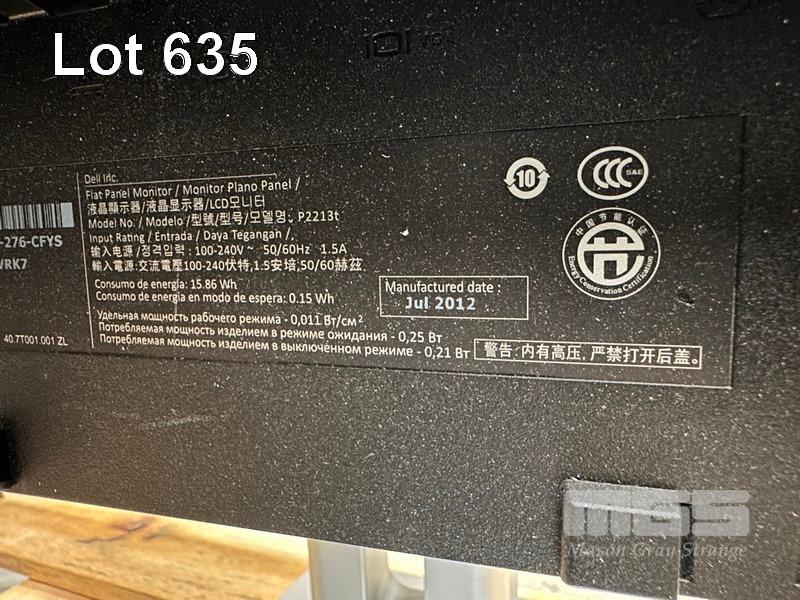 Lot 635
VGA
Dell Inc.
Flat Panel Monitor / Monitor Plano Panel /
液晶顯示器/液晶显示器/LCD모니터
Model No. / Modelo /型號/型号/모델명. P2213t
Input Rating / Entrada / Daya Tegangan /
输入电源 /정격입력 : 100-240V ~ 50/60Hz 1.5A
輸入電源:交流電壓100-240伏特,1.5安培,50/60赫茲
Consumo de energía: 15.86 Wh
Consumo de energía en modo de espera: 0.15 Wh
Удельная мощность рабочего режима - 0,011 Вт/см²
Потребляемая мощность изделием в режиме ожидания - 0,25 Вт
Потребляемая мощность изделием в выключённом режиме - 0,21 Вт
-276-CFYS
VRK7
40.7T001.001 ZL
Manufactured date :
Jul 2012
警告:内有高压,严禁打开后盖。
10
CCC S&E
中国节能认证
Energy Conservation Certification
MGS
Mason Gray Strange